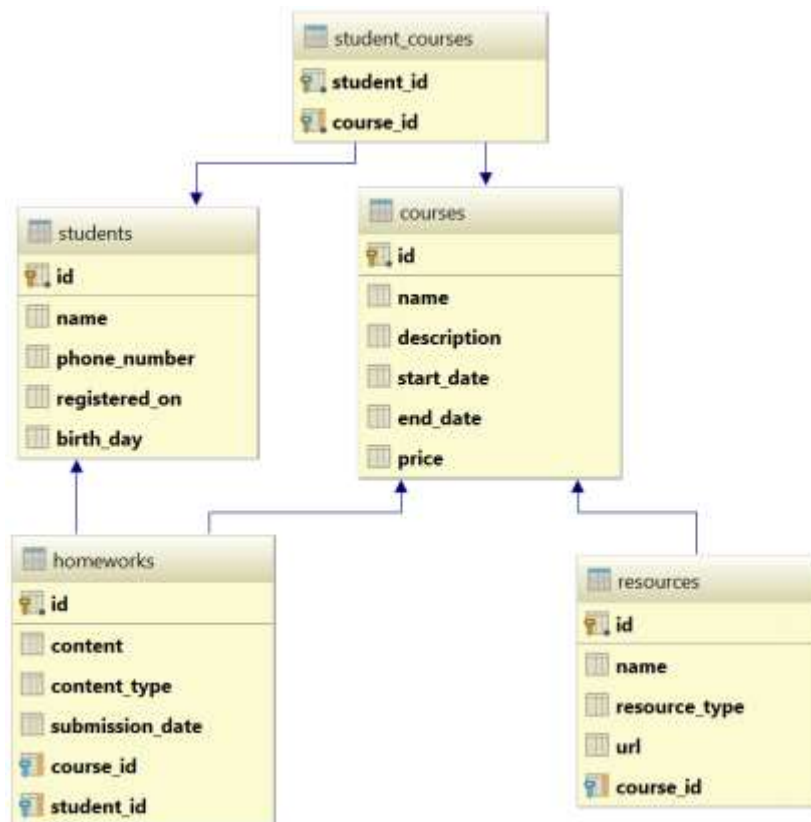 student_courses
student_id
course_id
students
id
name
phone_number
registered_on
birth_day
courses
id
name
description
start_date
end_date
price
homeworks
id
content
content_type
submission_date
course_id
student_id
resources
id
name
resource_type
url
course_id